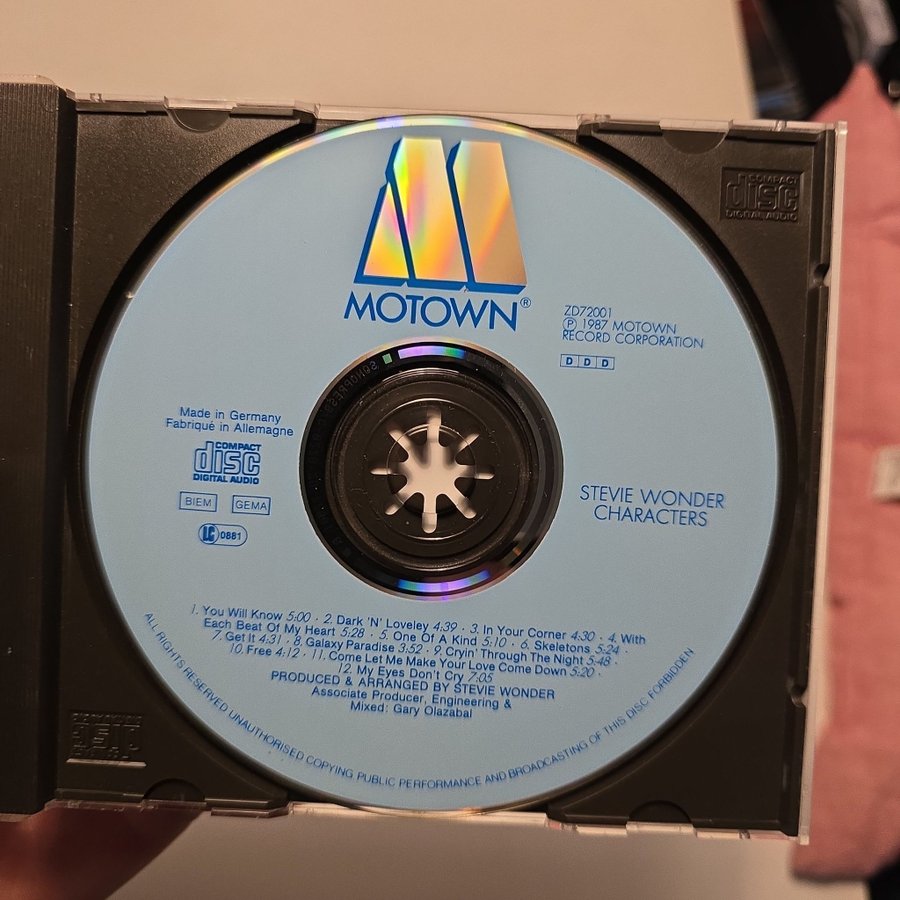 MOTOWN®
ZD72001
℗ 1987 MOTOWN
RECORD CORPORATION
D D D
COMPACT
disc
DIGITAL AUDIO
Made in Germany
Fabriqué in Allemagne
COMPACT
disc
DIGITAL AUDIO
BIEM GEMA
LC 0881
STEVIE WONDER
CHARACTERS
1. You Will Know 5:00 · 2. Dark 'N' Loveley 4:39 · 3. In Your Corner 4:30 · 4. With
Each Beat Of My Heart 5:28 · 5. One Of A Kind 5:10 · 6. Skeletons 5:24 ·
7. Get It 4:31 · 8. Galaxy Paradise 3:52 · 9. Cryin' Through The Night 5:48 ·
10. Free 4:12 · 11. Come Let Me Make Your Love Come Down 5:20 ·
12. My Eyes Don't Cry 7:05
PRODUCED & ARRANGED BY STEVIE WONDER
Associate Producer, Engineering &
Mixed: Gary Olazabal
ALL RIGHTS RESERVED UNAUTHORISED COPYING PUBLIC PERFORMANCE AND BROADCASTING OF THIS DISC FORBIDDEN